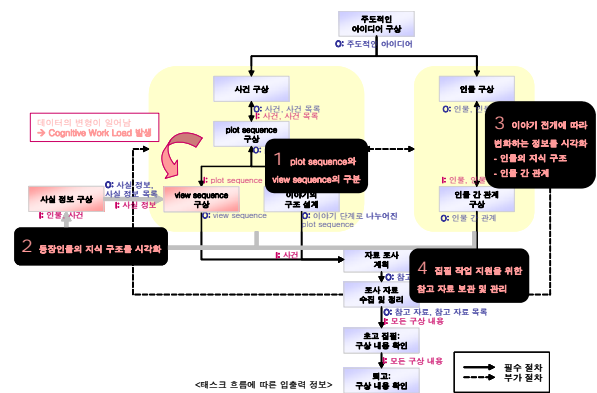 주도적인
아이디어 구상
O: 주도적인 아이디어
사건 구상
인물 구상
O: 사건, 사건 목록
I: 사건, 사건 목록
O: 인물,
데이터의 변형이 일어남
→ Cognitive Work Load 발생
plot sequence
구상
O:
1 plot sequence와
view sequence의 구분
3 이야기 전개에 따라
변화하는 정보를 시각화
- 인물의 지식 구조
- 인물 간 관계
I: plot sequence
I: 인물,
O: 사실 정보,
사실 정보 목록
사실 정보 구상
I: 사실 정보
view sequence
구상
이야기의
구조 설계
인물 간 관계
구상
I: 인물, 사건
O: view sequence
O: 이야기 단계로 나누어진
plot sequence
O: 인물 간 관계
2 등장인물의 지식 구조를 시각화
I: 사건
자료 조사
계획
O: 참고
4 집필 작업 지원을 위한
참고 자료 보관 및 관리
조사 자료
수집 및 정리
O: 참고 자료, 참고 자료 목록
I: 모든 구상 내용
초고 집필:
구상 내용 확인
I: 모든 구상 내용
퇴고:
구상 내용 확인
필수 절차
부가 절차
<태스크 흐름에 따른 입출력 정보>